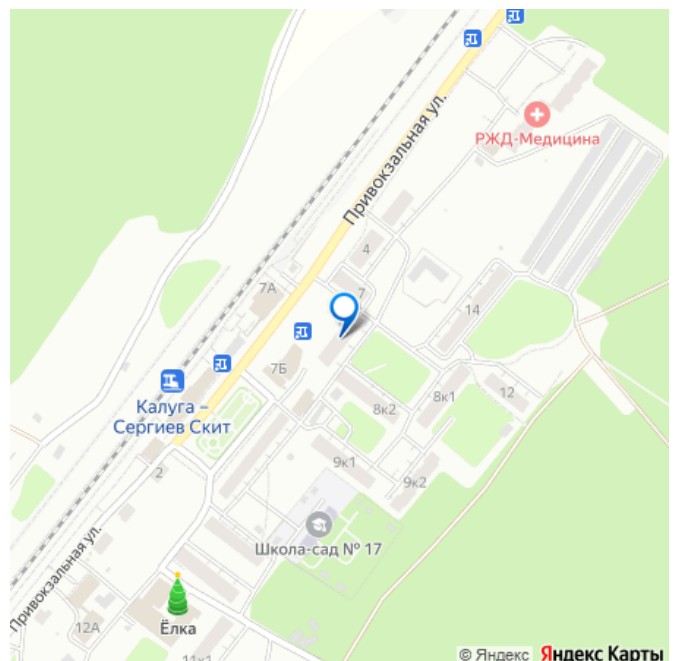 Привокзальная ул.
РЖД-Медицина
4
7А
7
14
7Б
Калуга –
Сергиев Скит
8к1
12
8к2
9к1
9к2
2
Школа-сад № 17
Привокзальная ул.
Ёлка
12А
11к1
© Яндекс Яндекс Карты